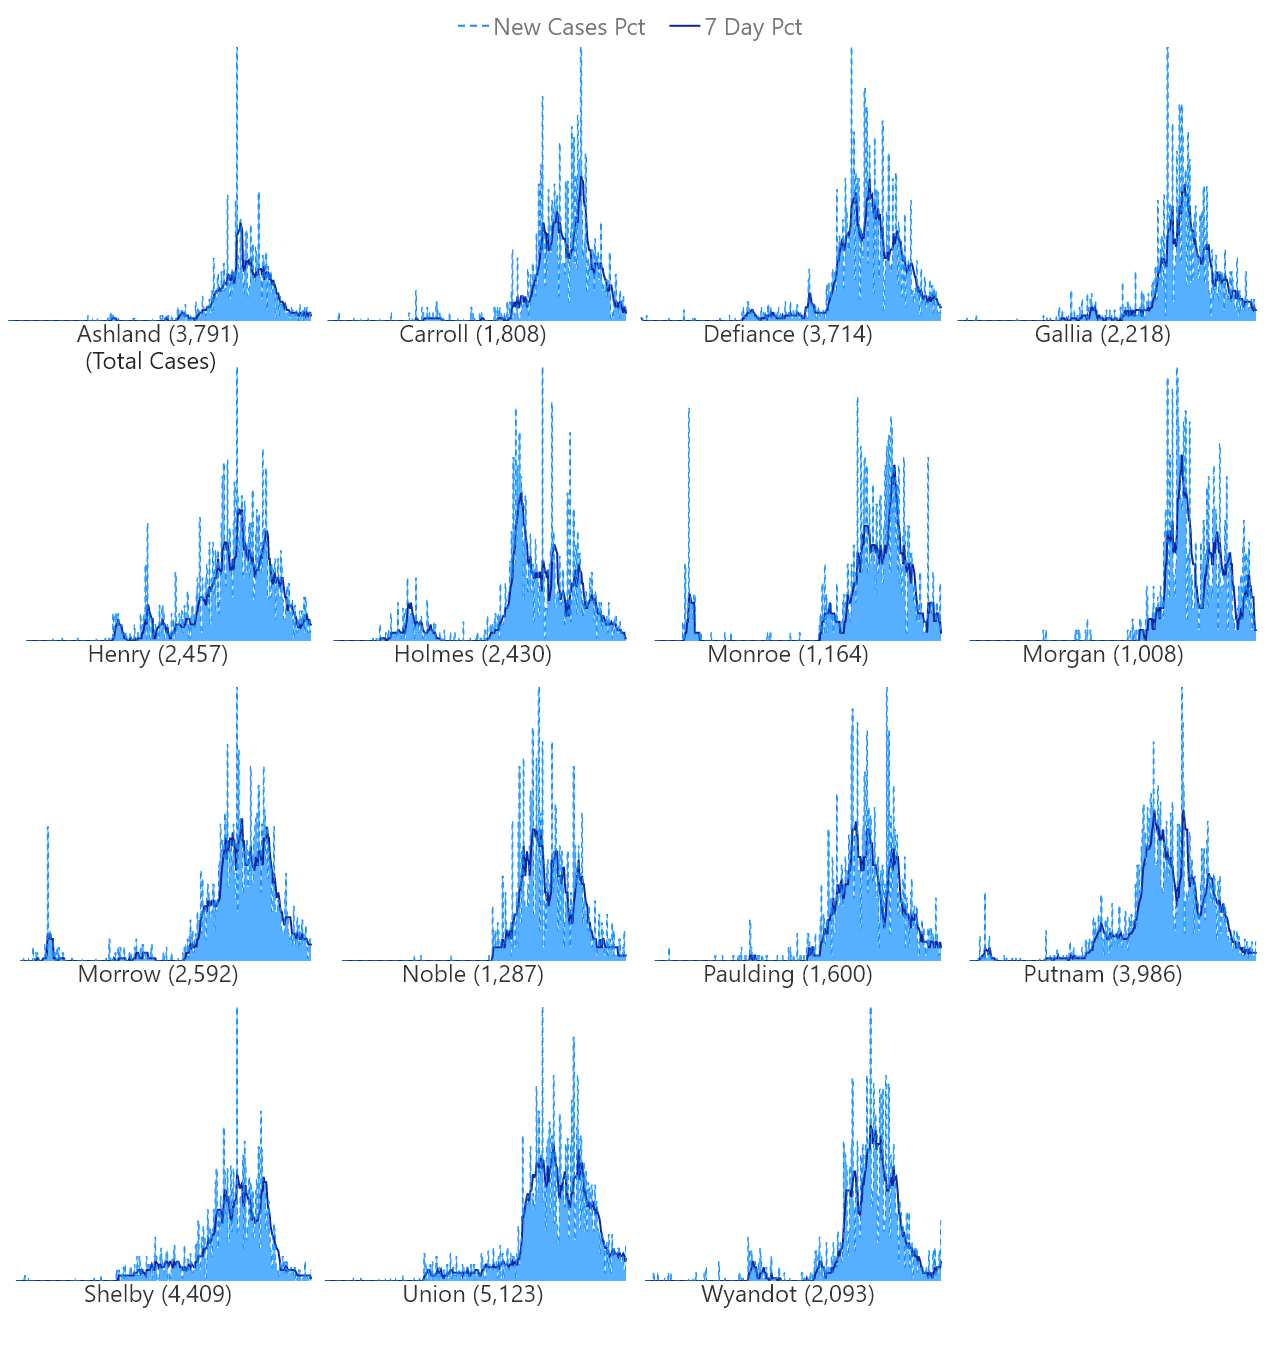 New Cases Pct 7 Day Pct
Ashland (3,791) Carroll (1,808) Defiance (3,714) Gallia (2,218)
(Total Cases)
Henry (2,457) Holmes (2,430) Monroe (1,164) Morgan (1,008)
Morrow (2,592) Noble (1,287) Paulding (1,600) Putnam (3,986)
Shelby (4,409) Union (5,123) Wyandot (2,093)